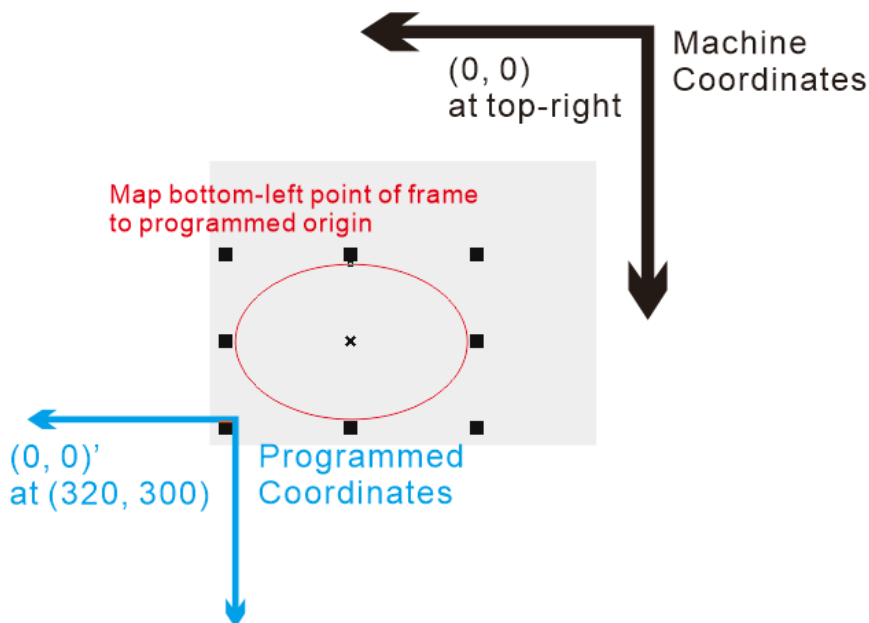 Machine
Coordinates
(0, 0)
at top-right
Map bottom-left point of frame
to programmed origin
(0, 0)’
at (320, 300)
Programmed
Coordinates